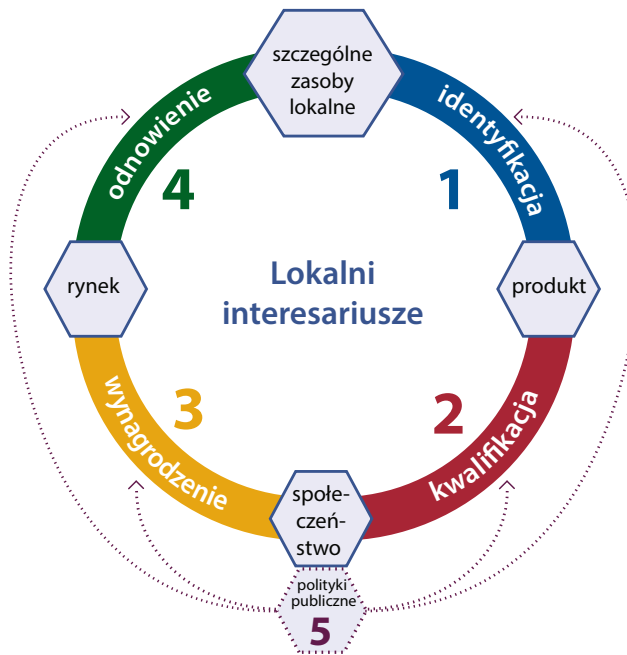 szczególne
zasoby
lokalne
identyfikacja
1
produkt
kwalifikacja
2
społe-
czeń-
stwo
wynagrodzenie
3
rynek
odnowienie
4
Lokalni
interesariusze
polityki
publiczne
5